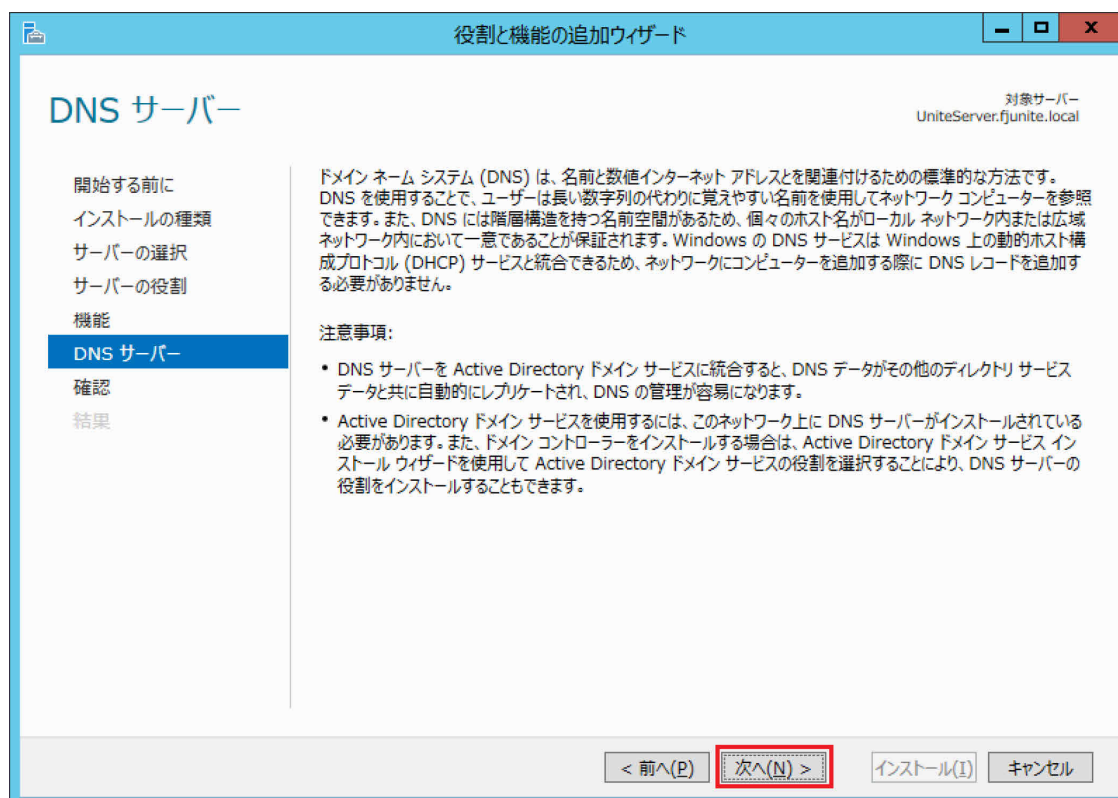 役割と機能の追加ウィザード
DNS サーバー
対象サーバー
UniteServer.fjunite.local
開始する前に
インストールの種類
サーバーの選択
サーバーの役割
機能
DNS サーバー
確認
結果
ドメイン ネーム システム (DNS) は、名前と数値インターネット アドレスとを関連付けるための標準的な方法です。
DNS を使用することで、ユーザーは長い数字列の代わりに覚えやすい名前を使用してネットワーク コンピューターを参照
できます。また、DNS には階層構造を持つ名前空間があるため、個々のホスト名がローカル ネットワーク内または広域
ネットワーク内において一意であることが保証されます。Windows の DNS サービスは Windows 上の動的ホスト構
成プロトコル (DHCP) サービスと統合できるため、ネットワークにコンピューターを追加する際に DNS レコードを追加す
る必要がありません。
注意事項:
• DNS サーバーを Active Directory ドメイン サービスに統合すると、DNS データがその他のディレクトリ サービス
データと共に自動的にレプリケートされ、DNS の管理が容易になります。
• Active Directory ドメイン サービスを使用するには、このネットワーク上に DNS サーバーがインストールされている
必要があります。また、ドメイン コントローラーをインストールする場合は、Active Directory ドメイン サービス イン
ストール ウィザードを使用して Active Directory ドメイン サービスの役割を選択することにより、DNS サーバーの
役割をインストールすることもできます。
< 前へ(P)
次へ(N) >
インストール(I)
キャンセル